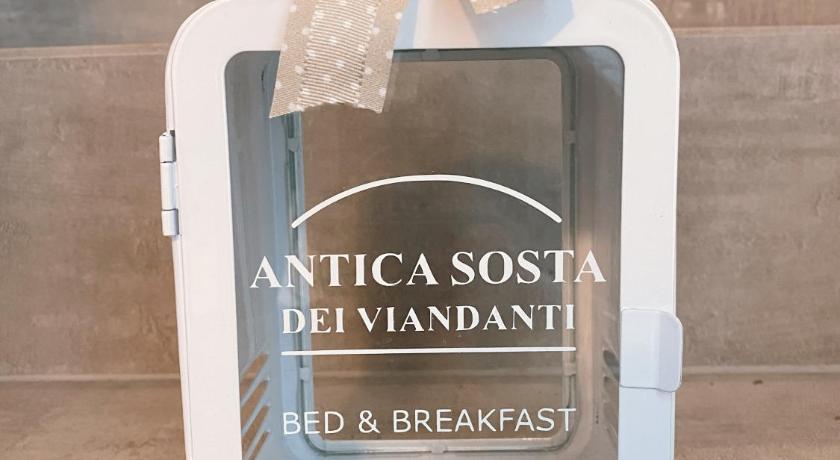 ANTICA SOSTA
DEI VIANDANTI
BED & BREAKFAST